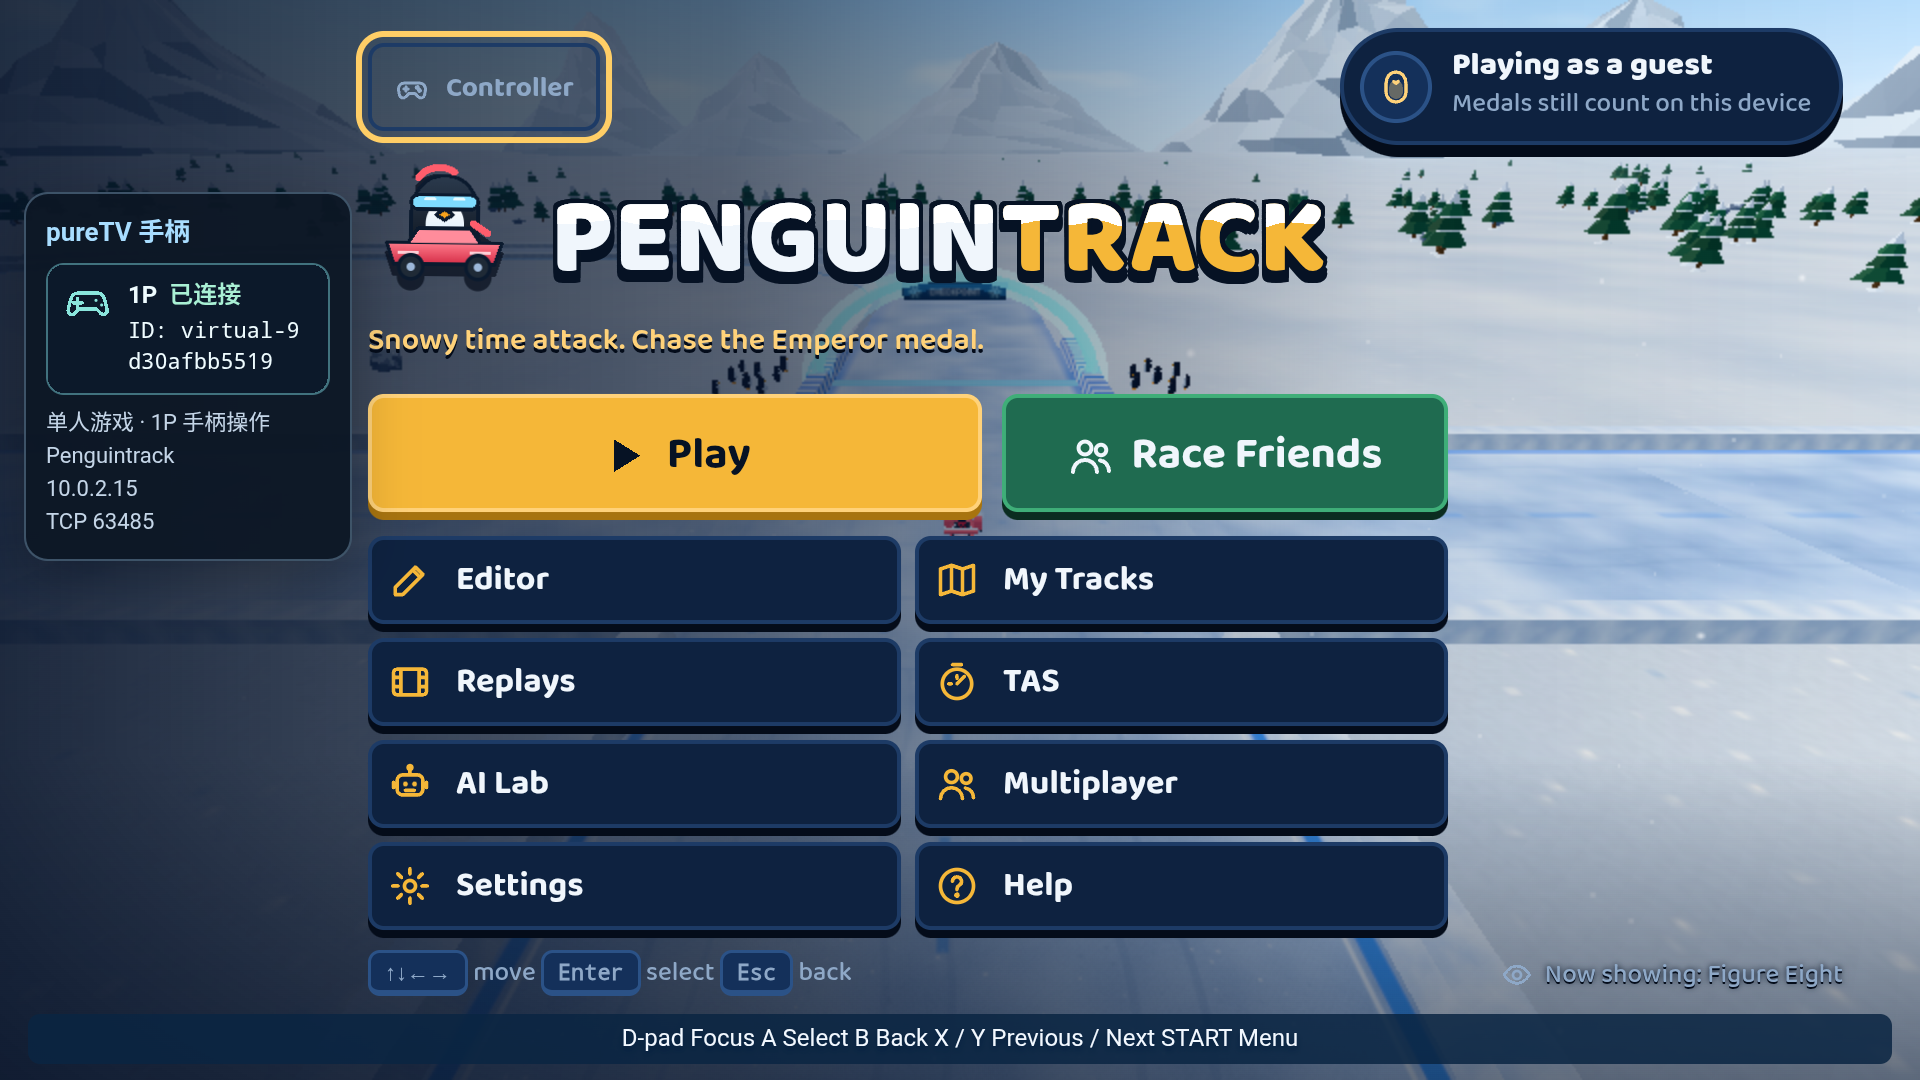 Controller
Playing as a guest
Medals still count on this device
pureTV 手柄
1P 已连接
ID: virtual-9
d30afbb5519
单人游戏 · 1P 手柄操作
Penguintrack
10.0.2.15
TCP 63485
PENGUINTRACK
CHECKPOINT
Snowy time attack. Chase the Emperor medal.
Play
Race Friends
Editor
My Tracks
Replays
TAS
AI Lab
Multiplayer
Settings
Help
↑↓←→ move Enter select Esc back
Now showing: Figure Eight
D-pad Focus A Select B Back X / Y Previous / Next START Menu